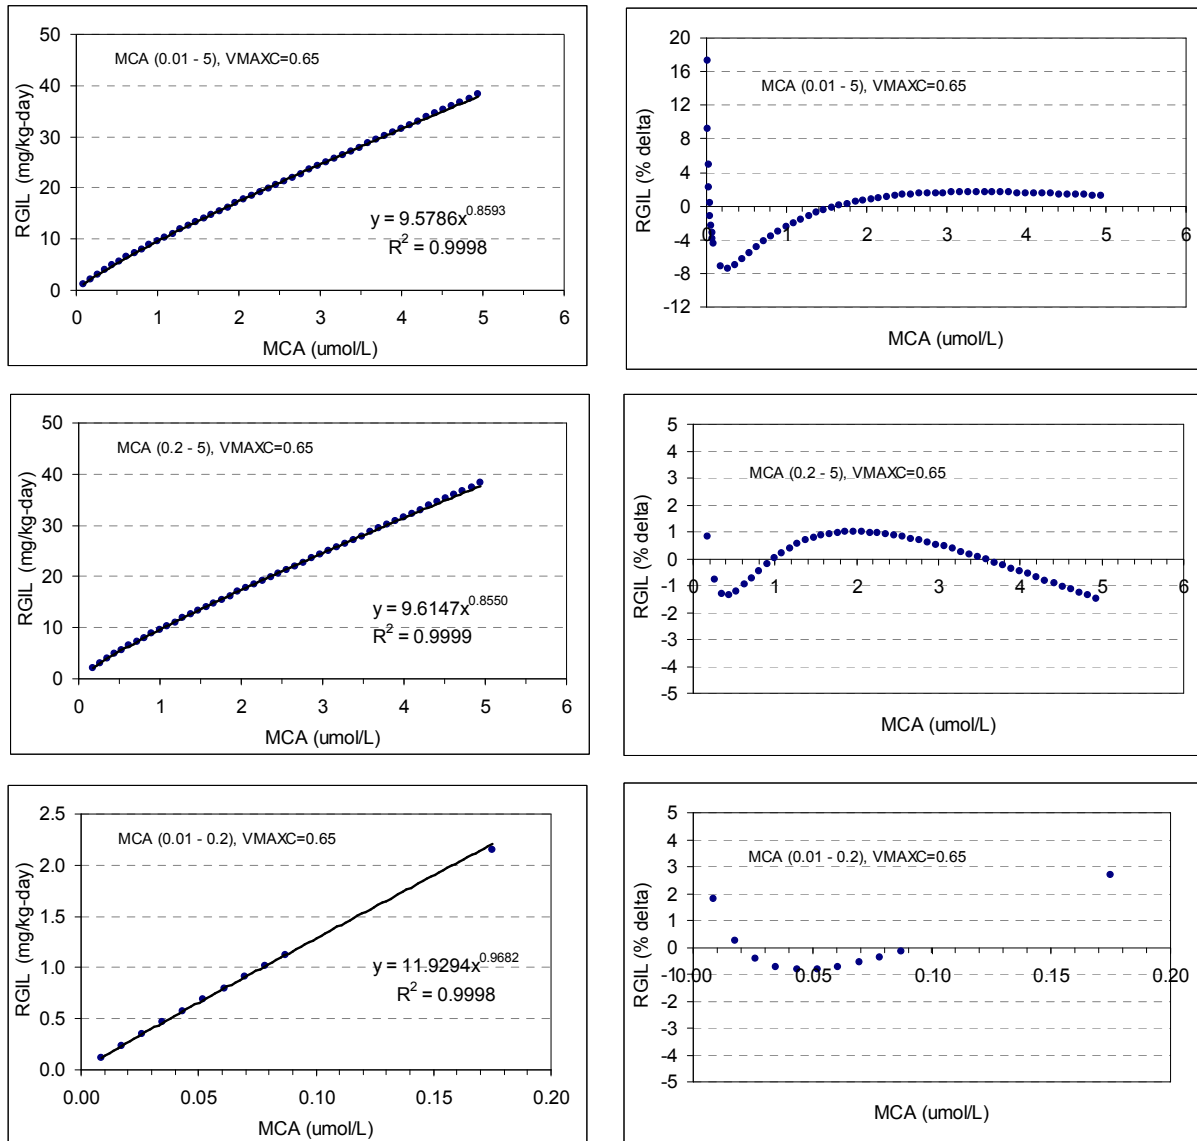 50
40
30
20
10
0
RGIL (mg/kg-day)
MCA (0.01 - 5), VMAXC=0.65
y = 9.5786x^0.8593
R² = 0.9998
0 1 2 3 4 5 6
MCA (umol/L)
20
16
12
8
4
0
-4
-8
-12
RGIL (% delta)
MCA (0.01 - 5), VMAXC=0.65
0 1 2 3 4 5 6
MCA (umol/L)
50
40
30
20
10
0
RGIL (mg/kg-day)
MCA (0.2 - 5), VMAXC=0.65
y = 9.6147x^0.8550
R² = 0.9999
0 1 2 3 4 5 6
MCA (umol/L)
5
4
3
2
1
0
-1
-2
-3
-4
-5
RGIL (% delta)
MCA (0.2 - 5), VMAXC=0.65
0 1 2 3 4 5 6
MCA (umol/L)
2.5
2.0
1.5
1.0
0.5
0.0
RGIL (mg/kg-day)
MCA (0.01 - 0.2), VMAXC=0.65
y = 11.9294x^0.9682
R² = 0.9998
0.00 0.05 0.10 0.15 0.20
MCA (umol/L)
5
4
3
2
1
0
-1
-2
-3
-4
-5
RGIL (% delta)
MCA (0.01 - 0.2), VMAXC=0.65
0.00 0.05 0.10 0.15 0.20
MCA (umol/L)